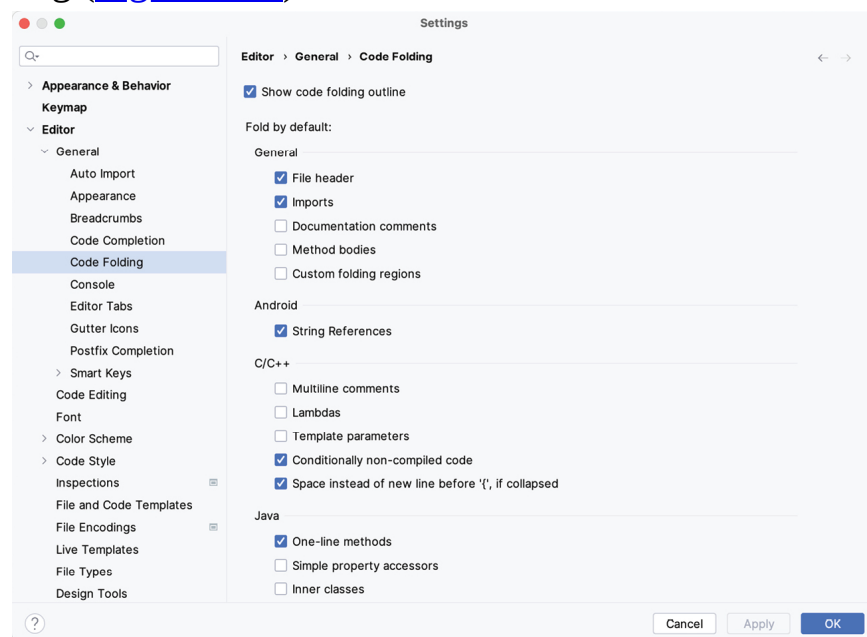 Settings
Appearance & Behavior
Keymap
Editor
General
Auto Import
Appearance
Breadcrumbs
Code Completion
Code Folding
Console
Editor Tabs
Gutter Icons
Postfix Completion
Smart Keys
Code Editing
Font
Color Scheme
Code Style
Inspections
File and Code Templates
File Encodings
Live Templates
File Types
Design Tools
Editor › General › Code Folding
Show code folding outline
Fold by default:
General
File header
Imports
Documentation comments
Method bodies
Custom folding regions
Android
String References
C/C++
Multiline comments
Lambdas
Template parameters
Conditionally non-compiled code
Space instead of new line before '{', if collapsed
Java
One-line methods
Simple property accessors
Inner classes
?
Cancel
Apply
OK